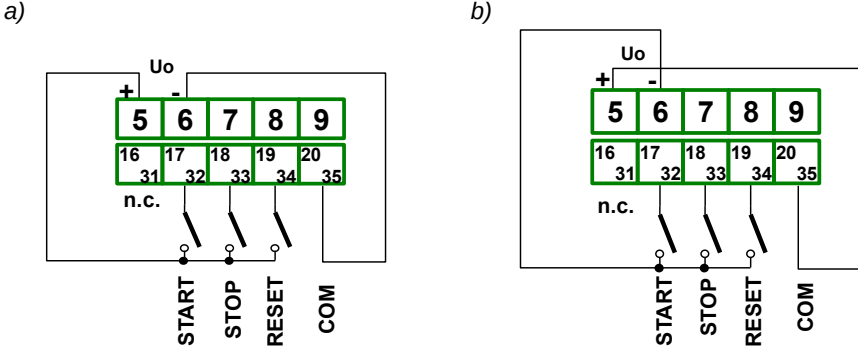 a)
Uo
+ -
5 6 7 8 9
16 17 18 19 20
31 32 33 34 35
n.c.
START
STOP
RESET
COM
b)
Uo
+ -
5 6 7 8 9
16 17 18 19 20
31 32 33 34 35
n.c.
START
STOP
RESET
COM